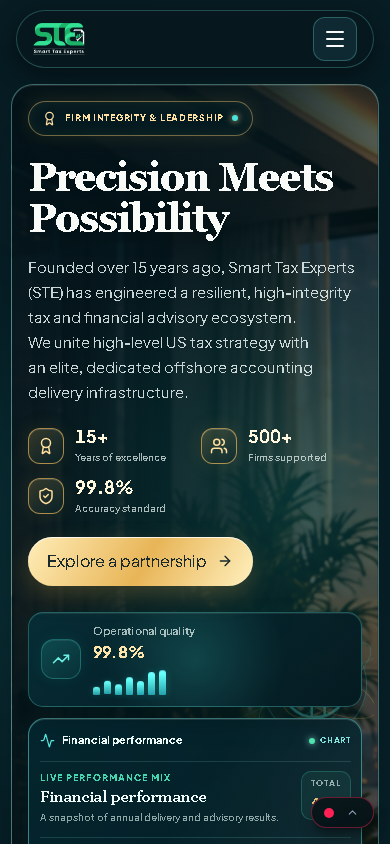 STE
Smart Tax Experts
FIRM INTEGRITY & LEADERSHIP
Precision Meets
Possibility
Founded over 15 years ago, Smart Tax Experts
(STE) has engineered a resilient, high-integrity
tax and financial advisory ecosystem.
We unite high-level US tax strategy with
an elite, dedicated offshore accounting
delivery infrastructure.
15+
Years of excellence
500+
Firms supported
99.8%
Accuracy standard
Explore a partnership
Operational quality
99.8%
Financial performance
CHART
LIVE PERFORMANCE MIX
Financial performance
A snapshot of annual delivery and advisory results.
TOTAL